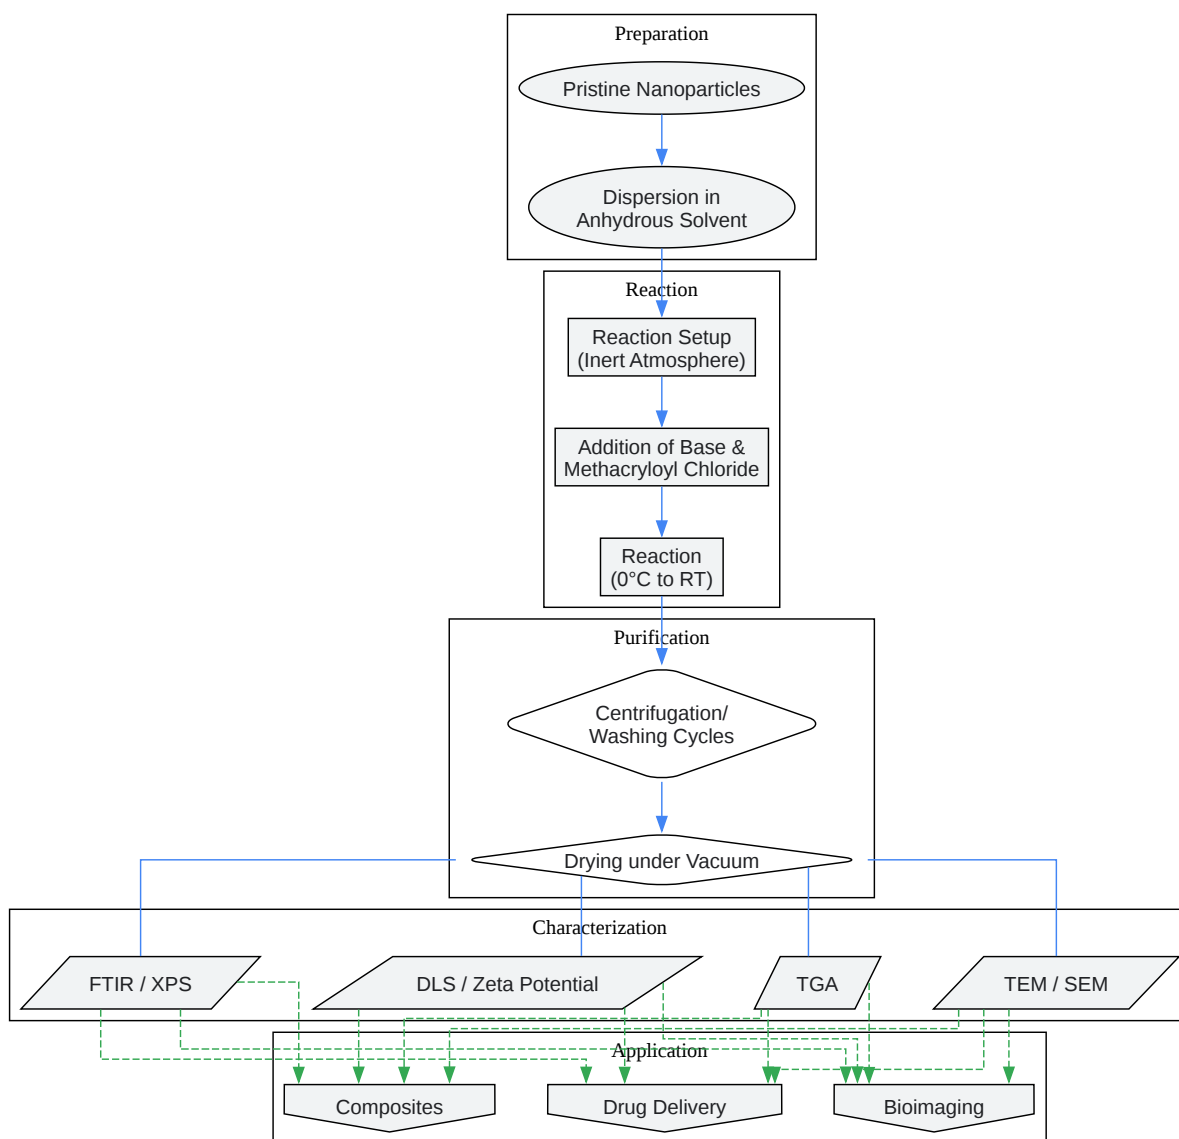 Preparation
Pristine Nanoparticles
Dispersion in
Anhydrous Solvent
Reaction
Reaction Setup
(Inert Atmosphere)
Addition of Base &
Methacryloyl Chloride
Reaction
(0°C to RT)
Purification
Centrifugation/
Washing Cycles
Drying under Vacuum
Characterization
FTIR / XPS
DLS / Zeta Potential
TGA
TEM / SEM
Application
Composites
Drug Delivery
Bioimaging